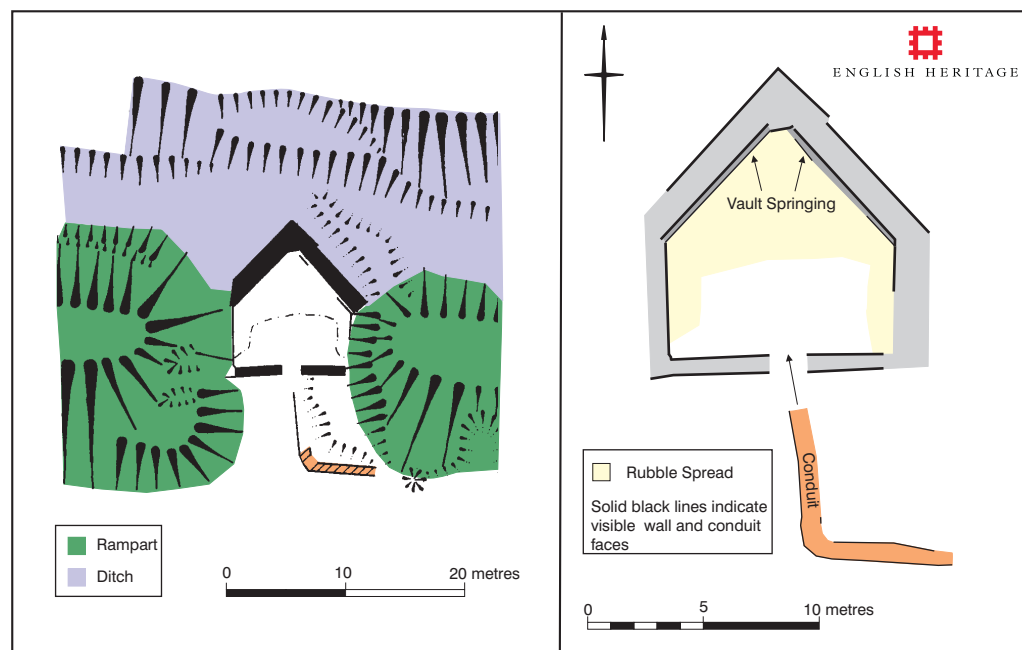 Rampart
Ditch
0 10 20 metres
ENGLISH HERITAGE
Vault Springing
Conduit
Rubble Spread
Solid black lines indicate
visible wall and conduit
faces
0 5 10 metres